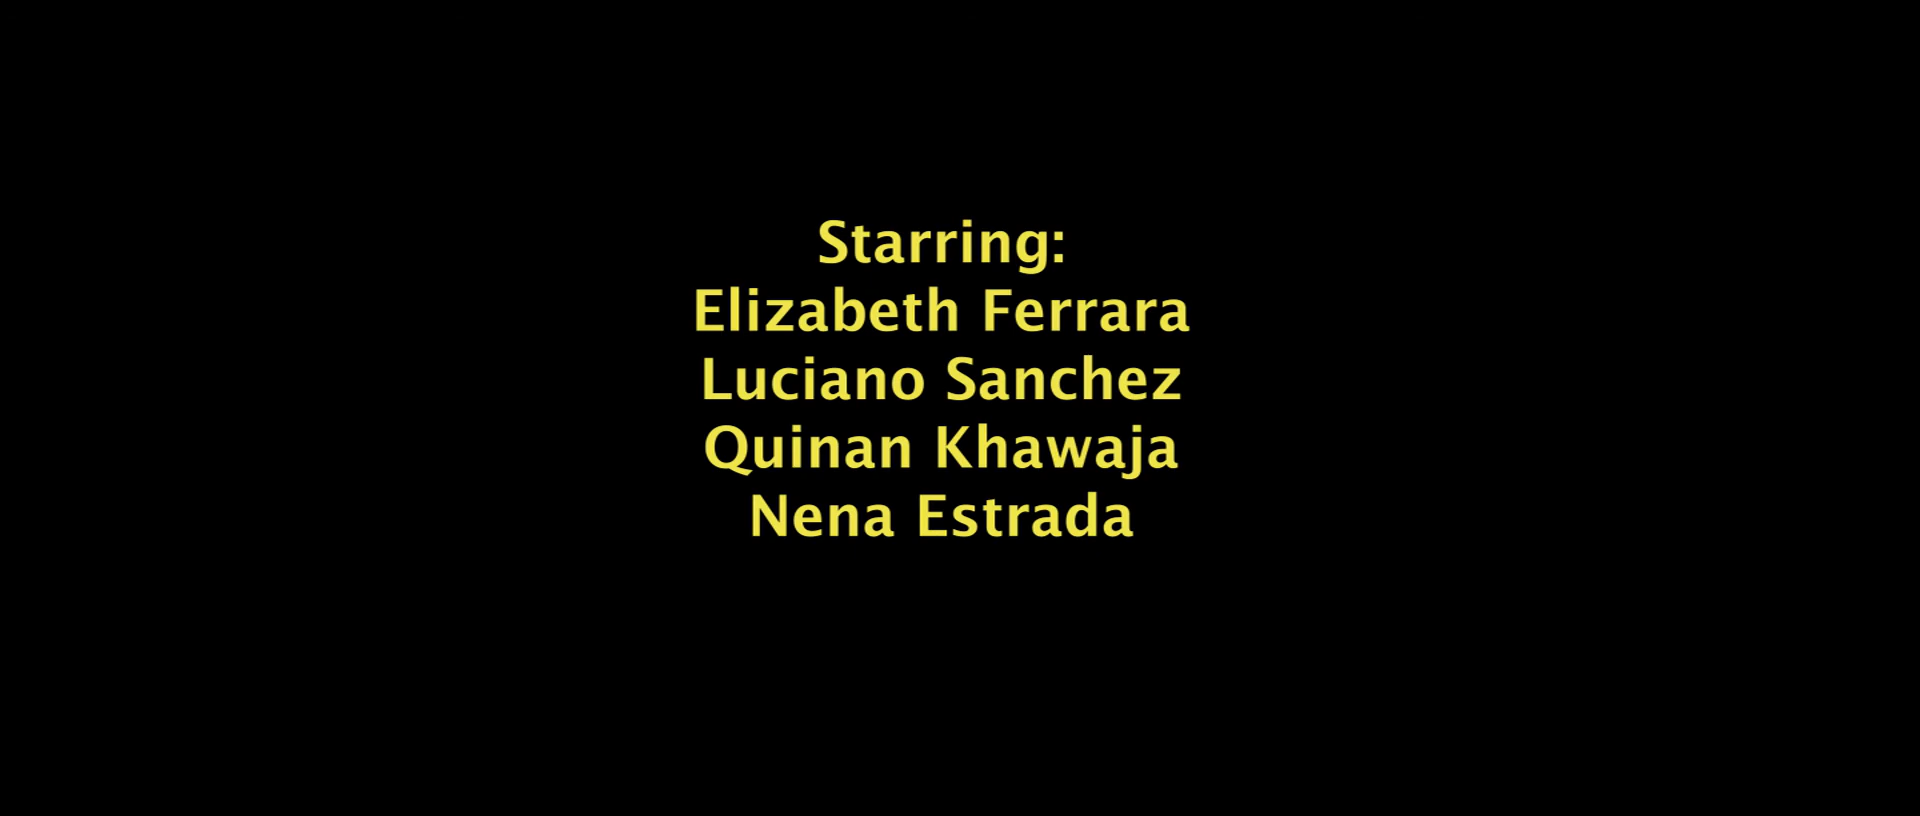 Starring:
Elizabeth Ferrara
Luciano Sanchez
Quinan Khawaja
Nena Estrada